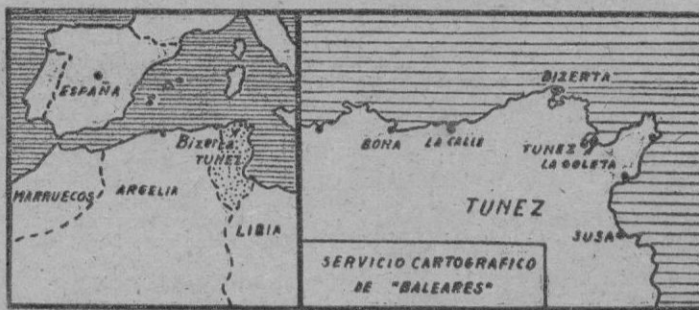 ESPAÑA
Bizerta
TUNEZ
MARRUECOS
ARGELIA
LIBIA
BIZERTA
BONA
LA CALLE
TUNEZ
LA GOLETA
TUNEZ
SUSA
SERVICIO CARTOGRAFICO
DE "BALEARES"